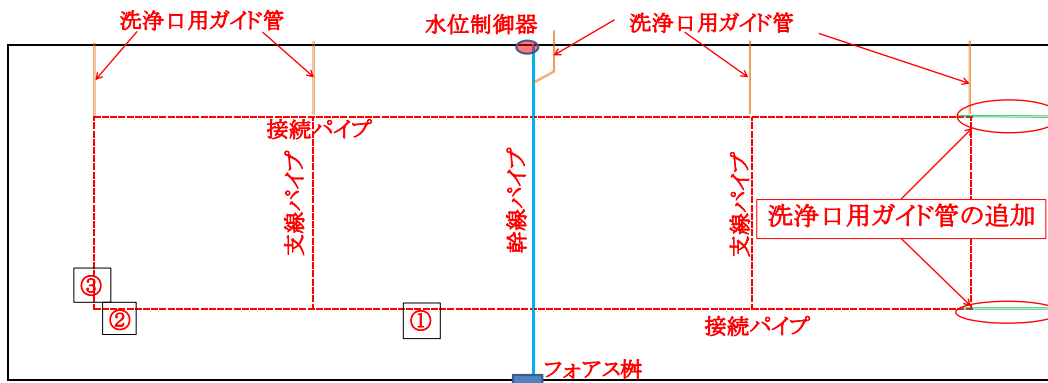 洗浄口用ガイド管
水位制御器
洗浄口用ガイド管
接続パイプ
支線パイプ
幹線パイプ
支線パイプ
洗浄口用ガイド管の追加
③
②
①
接続パイプ
フォアス桝